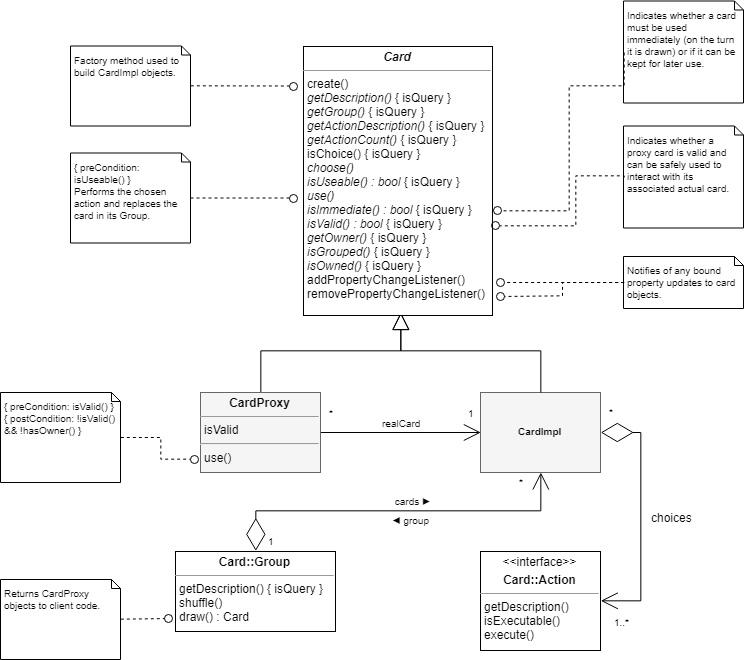 Indicates whether a card
must be used
immediately (on the turn
it is drawn) or if it can be
kept for later use.
Factory method used to
build CardImpl objects.
Card
create()
getDescription() { isQuery }
getGroup() { isQuery }
getActionDescription() { isQuery }
getActionCount() { isQuery }
isChoice() { isQuery }
choose()
isUseable() : bool { isQuery }
use()
isImmediate() : bool { isQuery }
isValid() : bool { isQuery }
getOwner() { isQuery }
isGrouped() { isQuery }
isOwned() { isQuery }
addPropertyChangeListener()
removePropertyChangeListener()
{ preCondition:
isUseable() }
Performs the chosen
action and replaces the
card in its Group.
Indicates whether a
proxy card is valid and
can be safely used to
interact with its
associated actual card.
Notifies of any bound
property updates to card
objects.
{ preCondition: isValid() }
{ postCondition: !isValid()
&& !hasOwner() }
CardProxy
isValid
use()
*
realCard
1
CardImpl
*
*
cards ►
◄ group
1
choices
1..*
Card::Group
getDescription() { isQuery }
shuffle()
draw() : Card
Returns CardProxy
objects to client code.
<<interface>>
Card::Action
getDescription()
isExecutable()
execute()